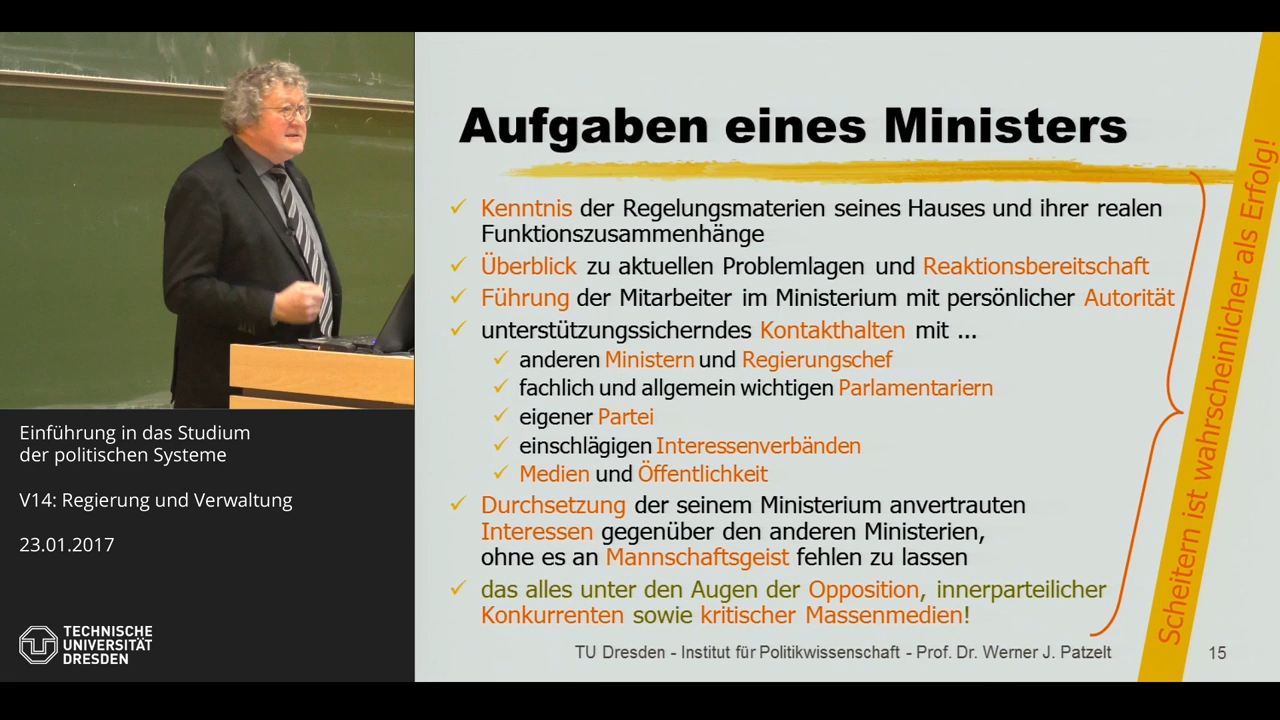 Aufgaben eines Ministers
✓ Kenntnis der Regelungsmaterien seines Hauses und ihrer realen
Funktionszusammenhänge
✓ Überblick zu aktuellen Problemlagen und Reaktionsbereitschaft
✓ Führung der Mitarbeiter im Ministerium mit persönlicher Autorität
✓ unterstützungssicherndes Kontakthalten mit ...
✓ anderen Ministern und Regierungschef
✓ fachlich und allgemein wichtigen Parlamentariern
✓ eigener Partei
✓ einschlägigen Interessenverbänden
✓ Medien und Öffentlichkeit
✓ Durchsetzung der seinem Ministerium anvertrauten
Interessen gegenüber den anderen Ministerien,
ohne es an Mannschaftsgeist fehlen zu lassen
✓ das alles unter den Augen der Opposition, innerparteilicher
Konkurrenten sowie kritischer Massenmedien!
Scheitern ist wahrscheinlicher als Erfolg!
TU Dresden - Institut für Politikwissenschaft - Prof. Dr. Werner J. Patzelt
15
Einführung in das Studium
der politischen Systeme
V14: Regierung und Verwaltung
23.01.2017
TECHNISCHE
UNIVERSITÄT
DRESDEN